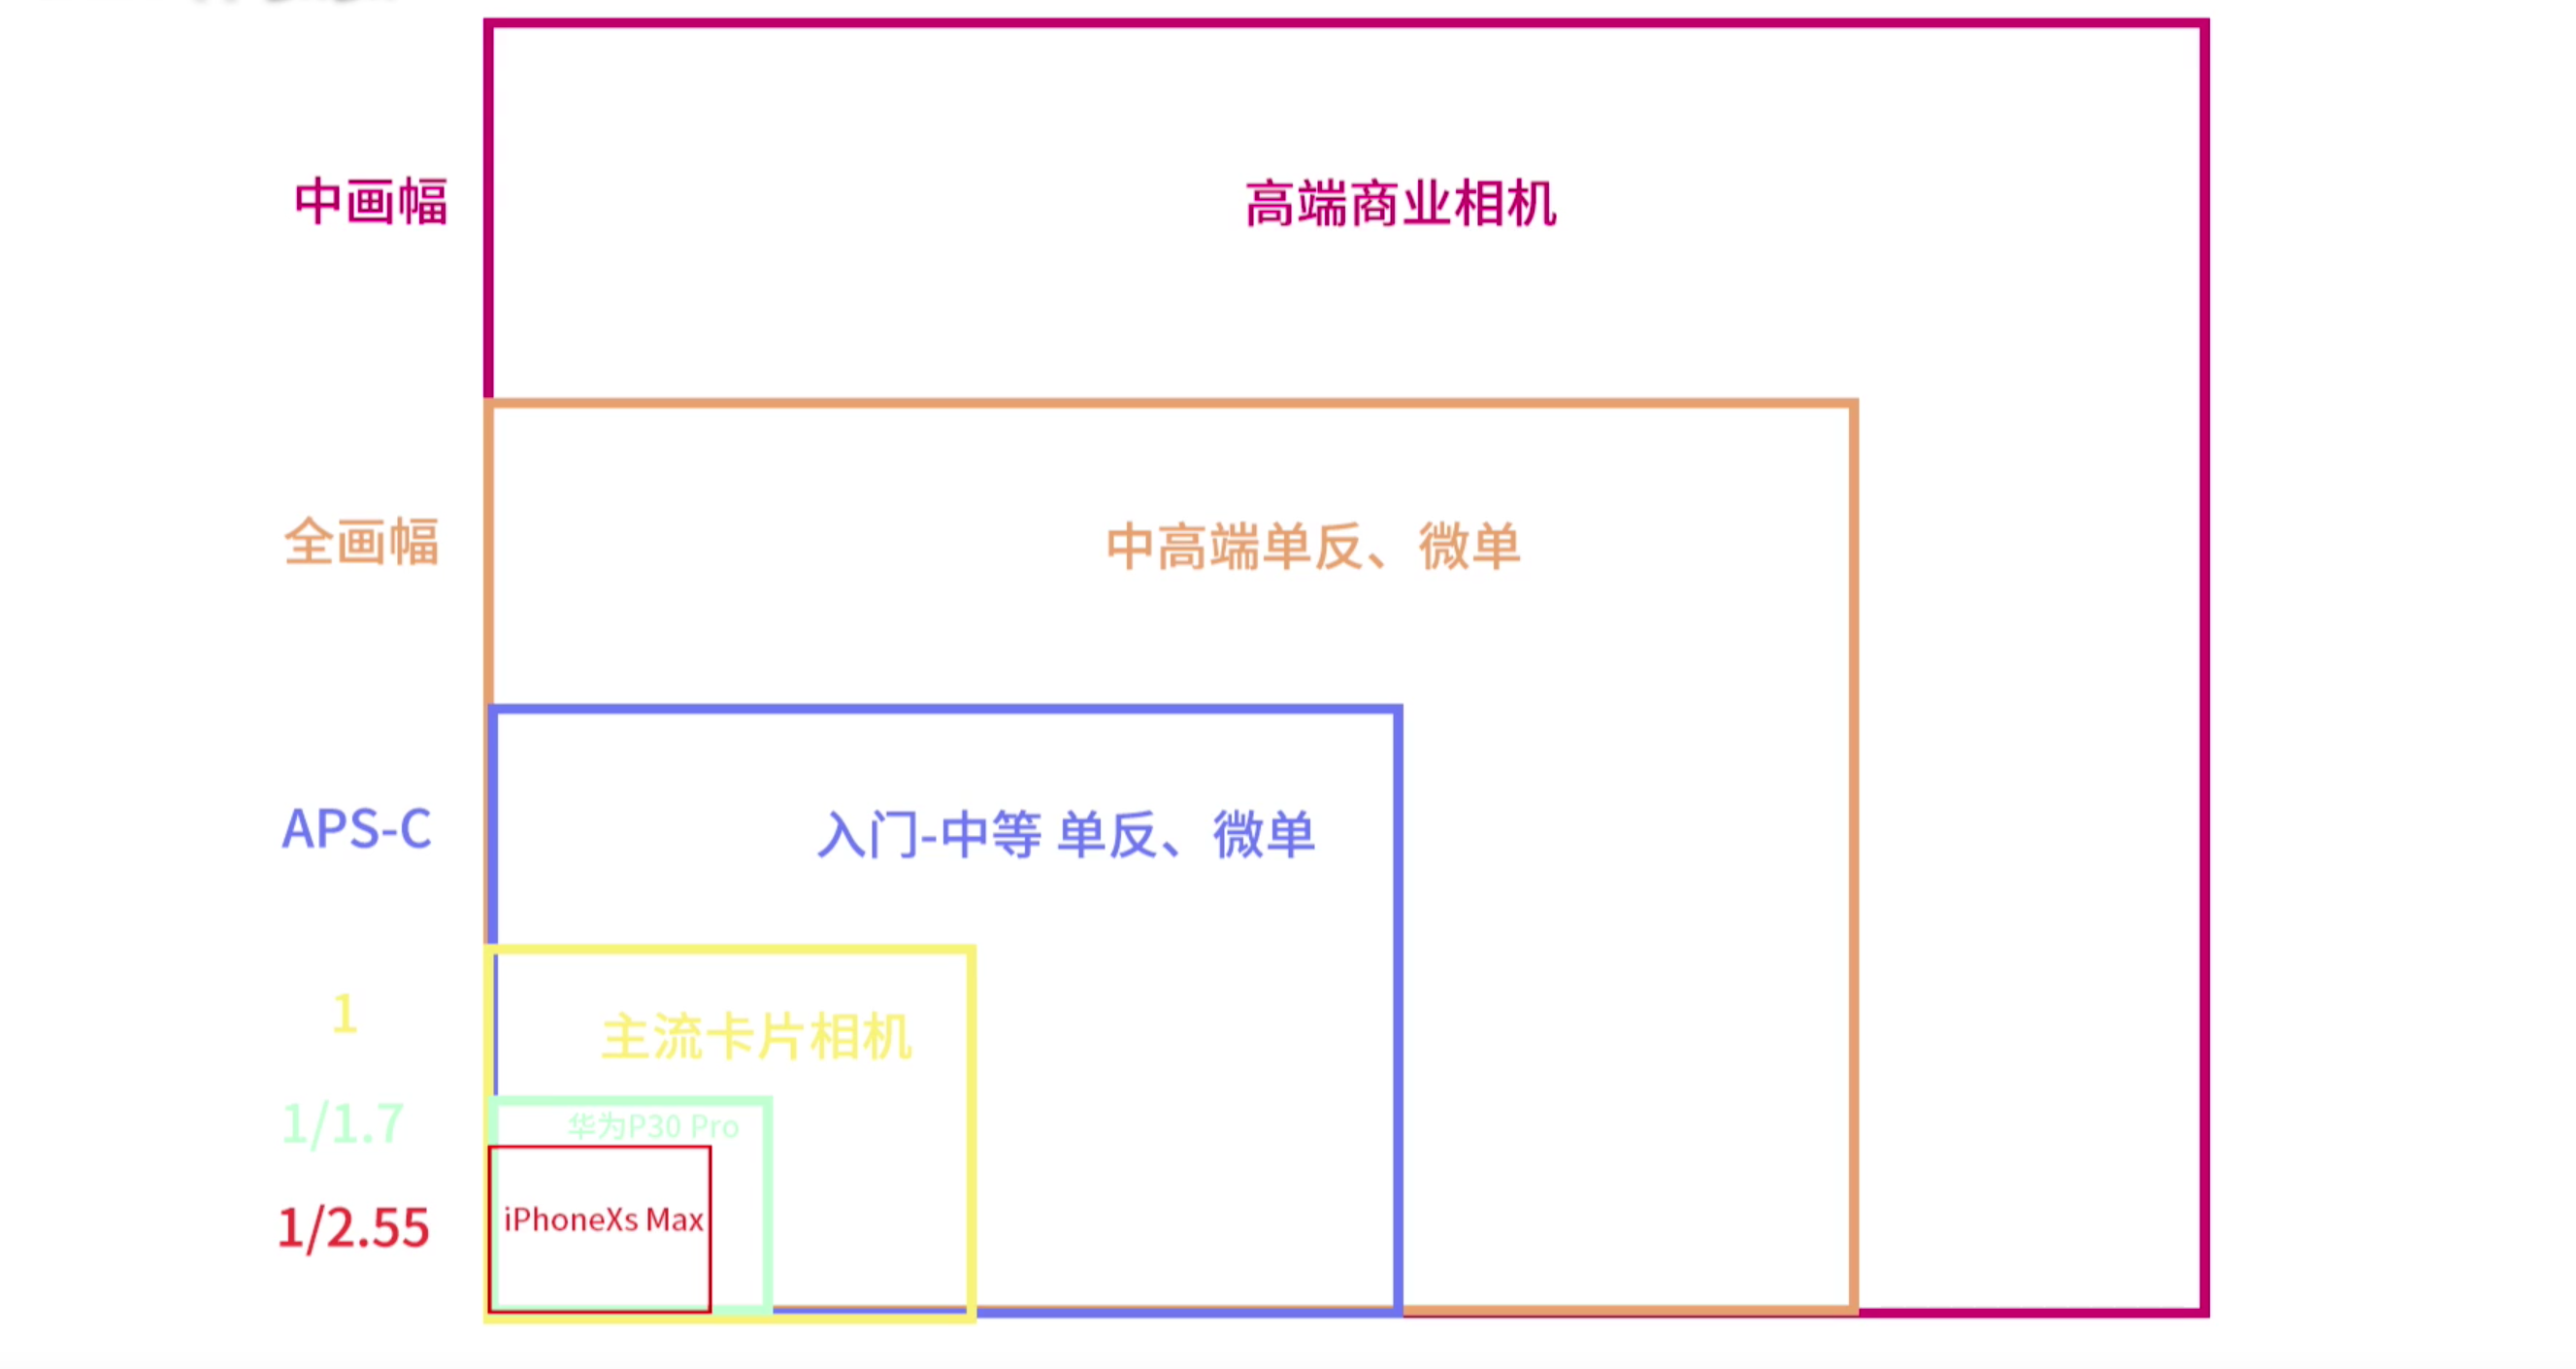 中画幅
高端商业相机
全画幅
中高端单反、微单
APS-C
入门-中等 单反、微单
1
主流卡片相机
1/1.7
华为P30 Pro
1/2.55
iPhoneXs Max